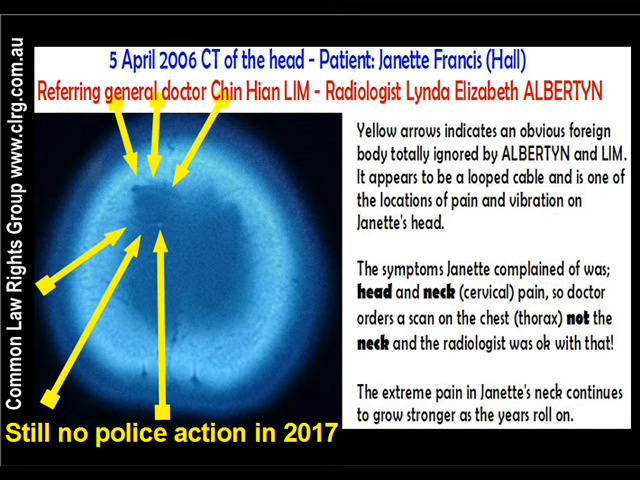 5 April 2006 CT of the head - Patient: Janette Francis (Hall)
Referring general doctor Chin Hian LIM - Radiologist Lynda Elizabeth ALBERTYN
Common Law Rights Group www.clrg.com.au
Yellow arrows indicates an obvious foreign
body totally ignored by ALBERTYN and LIM.
It appears to be a looped cable and is one of
the locations of pain and vibration on
Janette's head.
The symptoms Janette complained of was;
head and neck (cervical) pain, so doctor
orders a scan on the chest (thorax) not the
neck and the radiologist was ok with that!
The extreme pain in Janette's neck continues
to grow stronger as the years roll on.
Still no police action in 2017